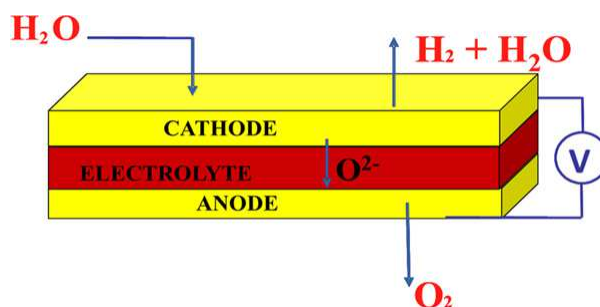 H₂O
H₂ + H₂O
CATHODE
ELECTROLYTE O²⁻
V
ANODE
O₂